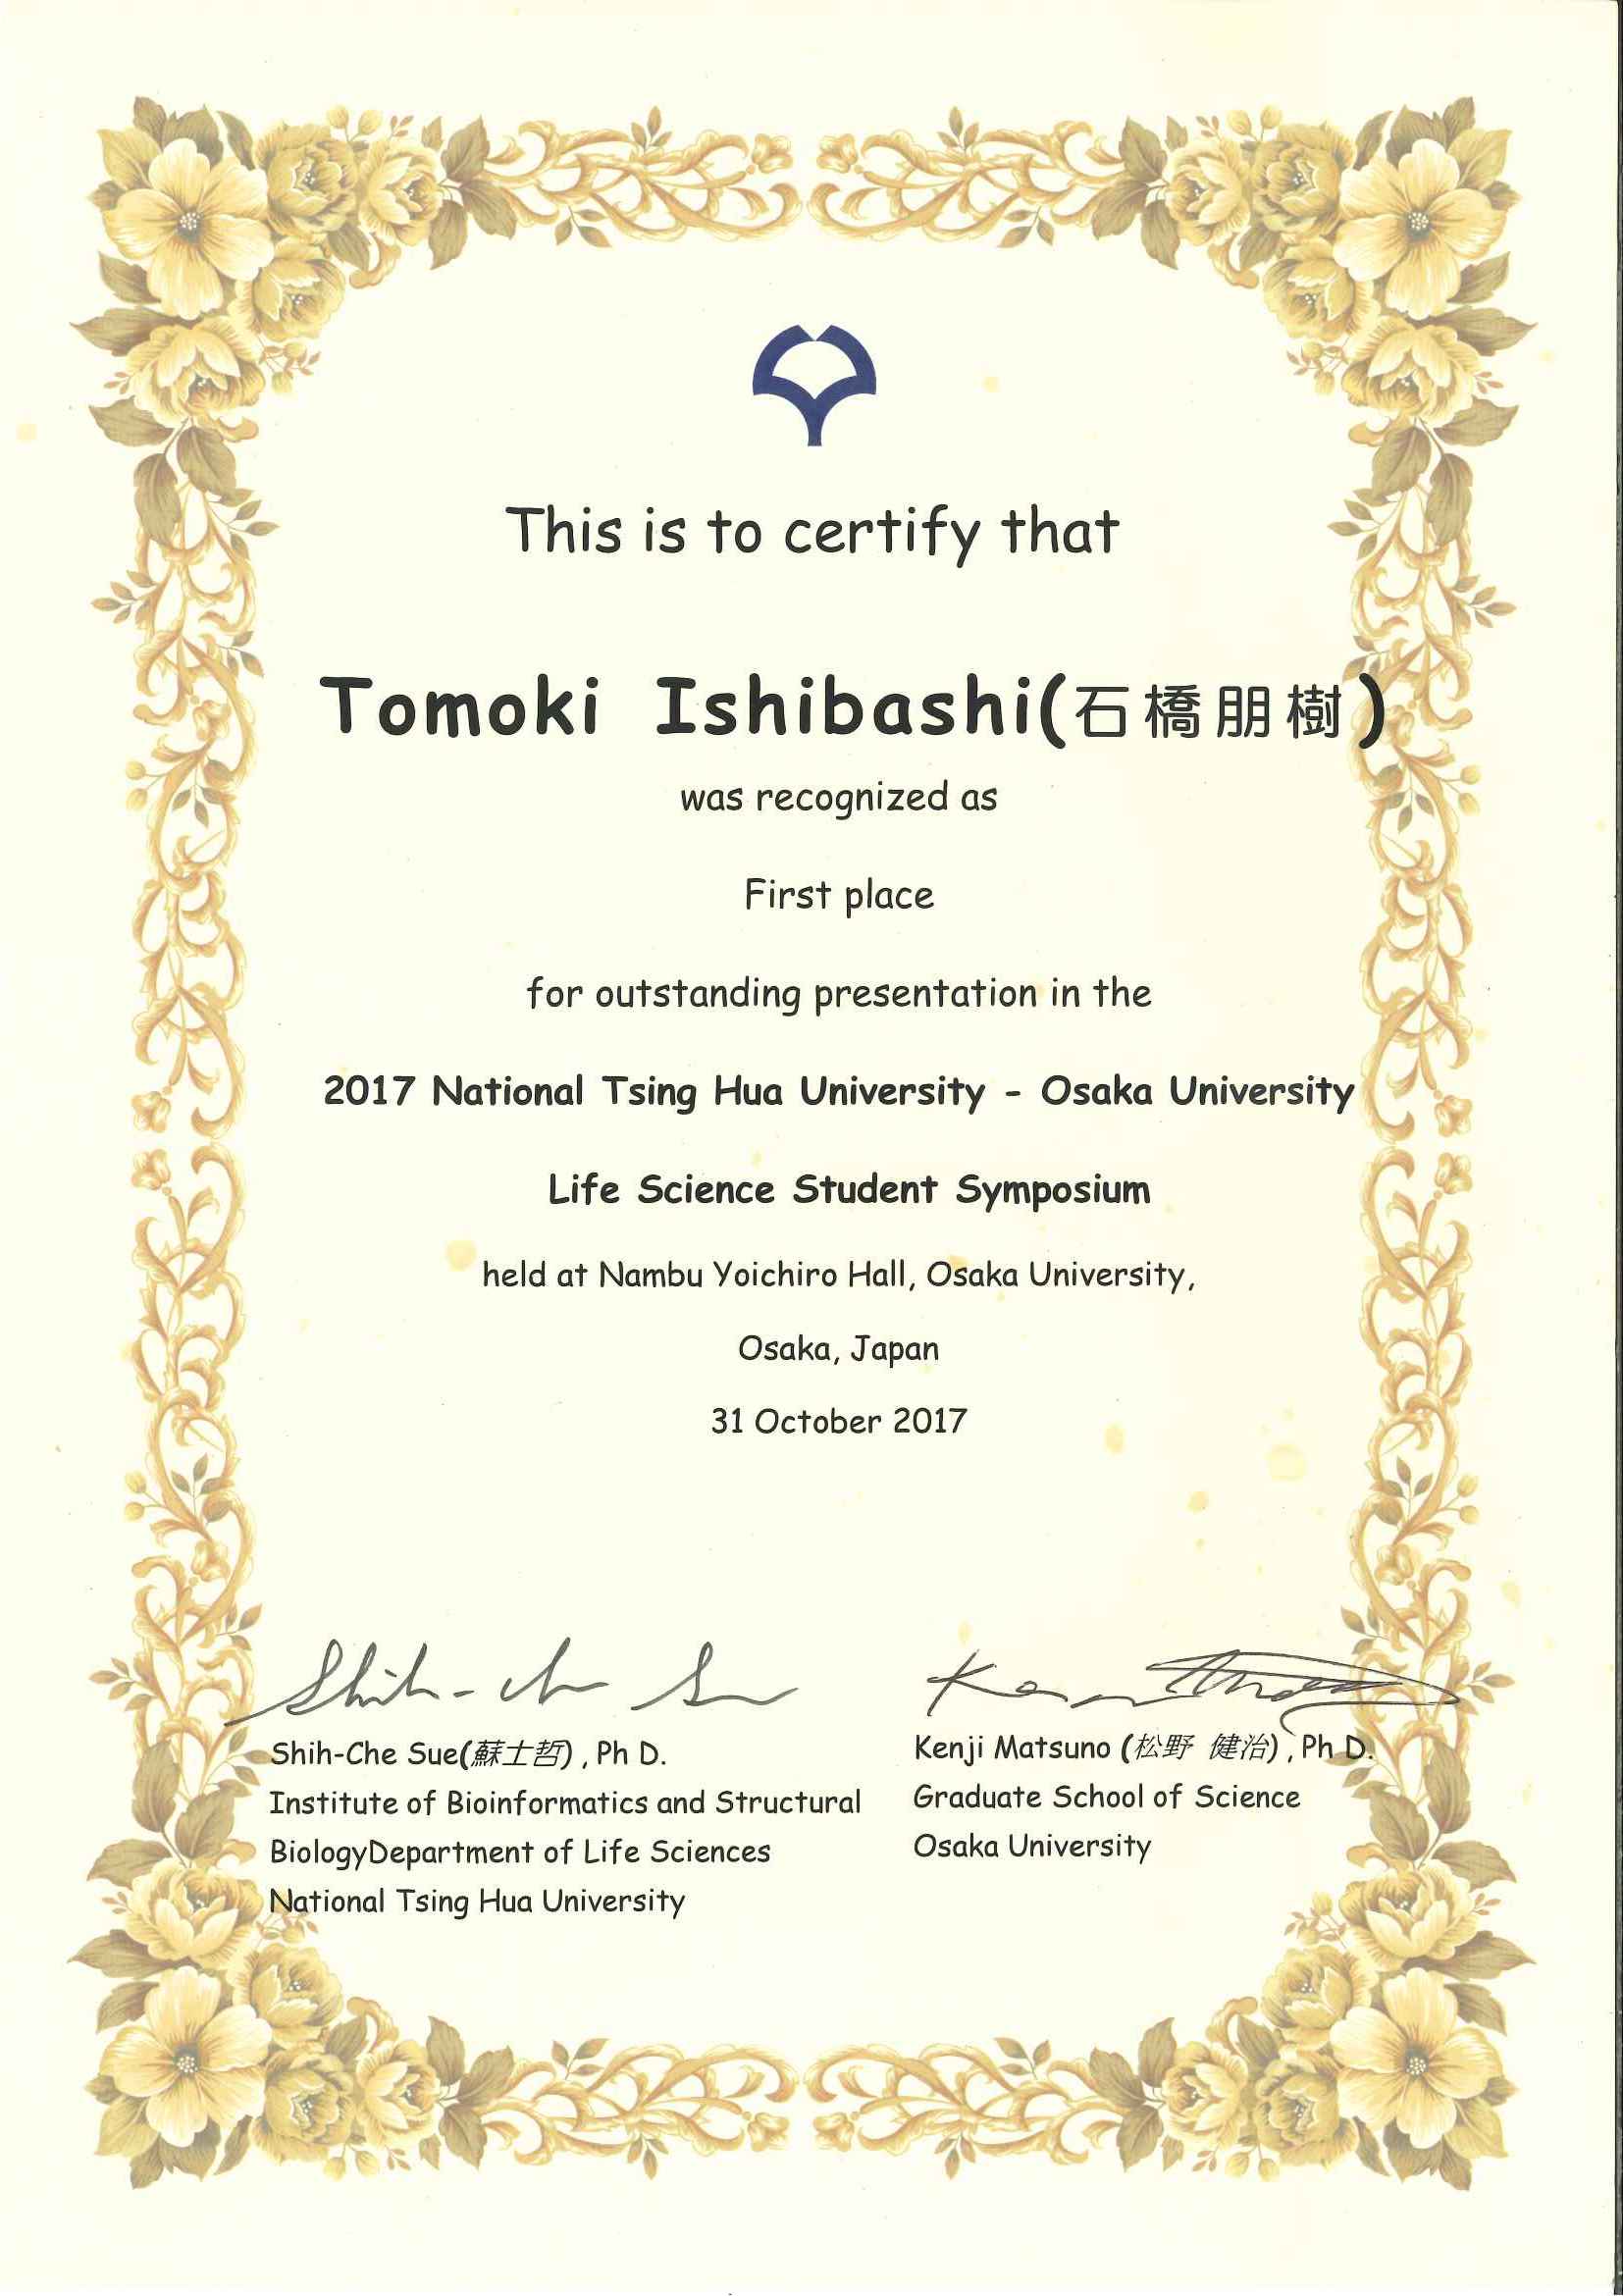 This is to certify that
Tomoki Ishibashi(石橋朋樹)
was recognized as
First place
for outstanding presentation in the
2017 National Tsing Hua University - Osaka University
Life Science Student Symposium
held at Nambu Yoichiro Hall, Osaka University,
Osaka, Japan
31 October 2017
Shih-che Su
Shih-Che Sue(蘇士哲) , Ph D.
Institute of Bioinformatics and Structural
BiologyDepartment of Life Sciences
National Tsing Hua University
Kenji Matsuno (松野 健治) , Ph D.
Graduate School of Science
Osaka University